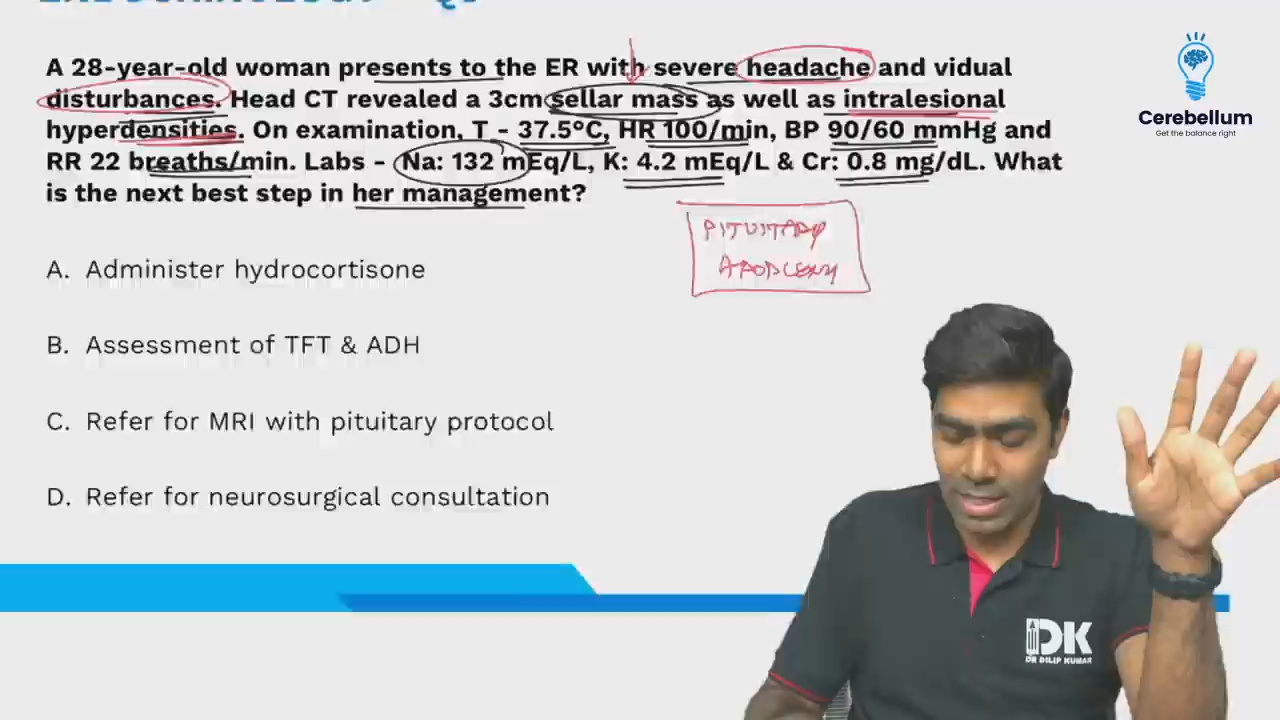 A 28-year-old woman presents to the ER with severe headache and vidual
disturbances. Head CT revealed a 3cm sellar mass as well as intralesional
hyperdensities. On examination, T - 37.5°C, HR 100/min, BP 90/60 mmHg and
RR 22 breaths/min. Labs - Na: 132 mEq/L, K: 4.2 mEq/L & Cr: 0.8 mg/dL. What
is the next best step in her management?
Cerebellum
Get the balance right
PITUITARY
A. Administer hydrocortisone
B. Assessment of TFT & ADH
C. Refer for MRI with pituitary protocol
D. Refer for neurosurgical consultation
DK
DR DILIP KUMAR